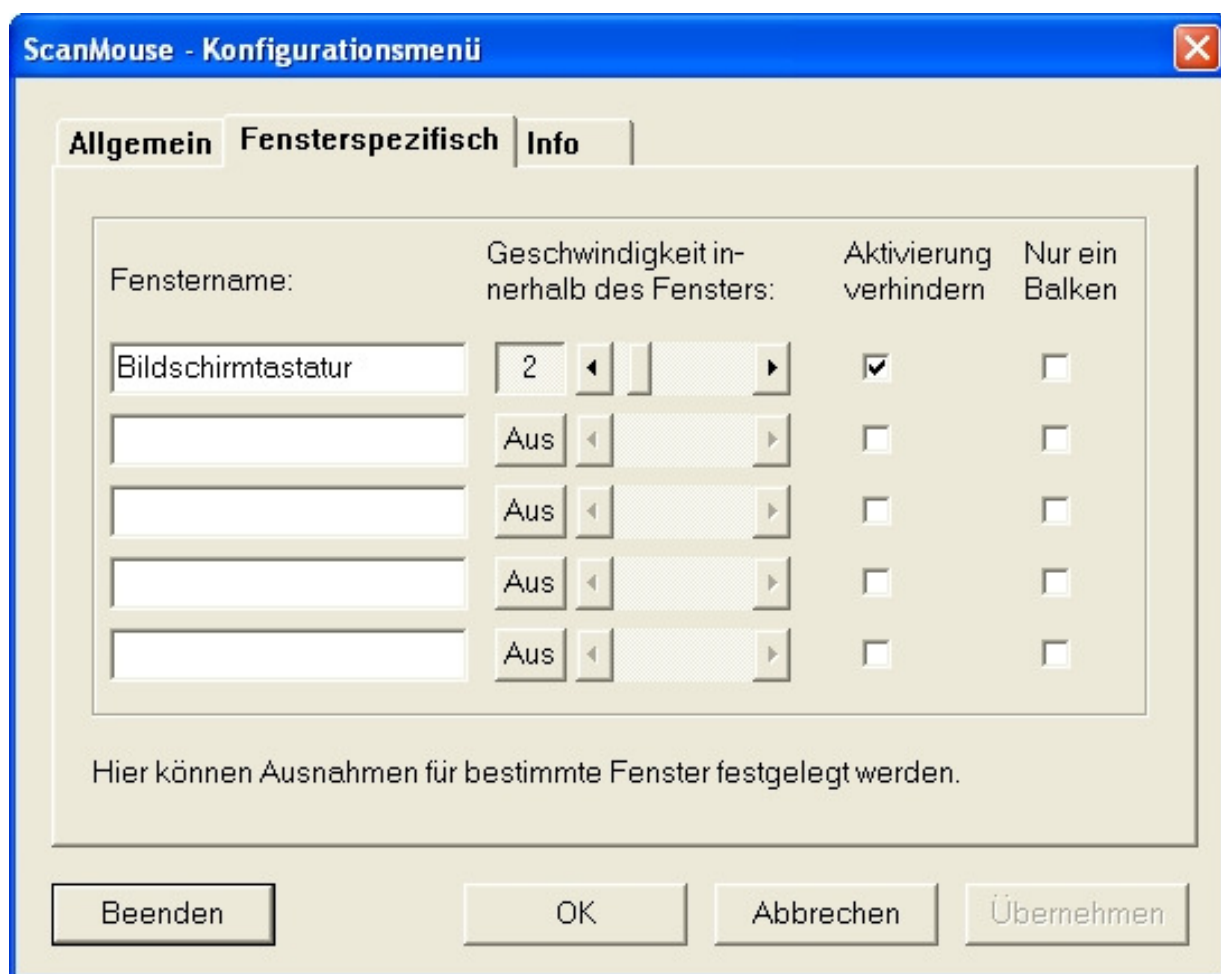 ScanMouse - Konfigurationsmenü
Allgemein Fensterspezifisch Info
Fenstername:
Geschwindigkeit in-
nerhalb des Fensters:
Aktivierung
verhindern
Nur ein
Balken
Bildschirmtastatur 2
Aus
Aus
Aus
Aus
Hier können Ausnahmen für bestimmte Fenster festgelegt werden.
Beenden OK Abbrechen Übernehmen